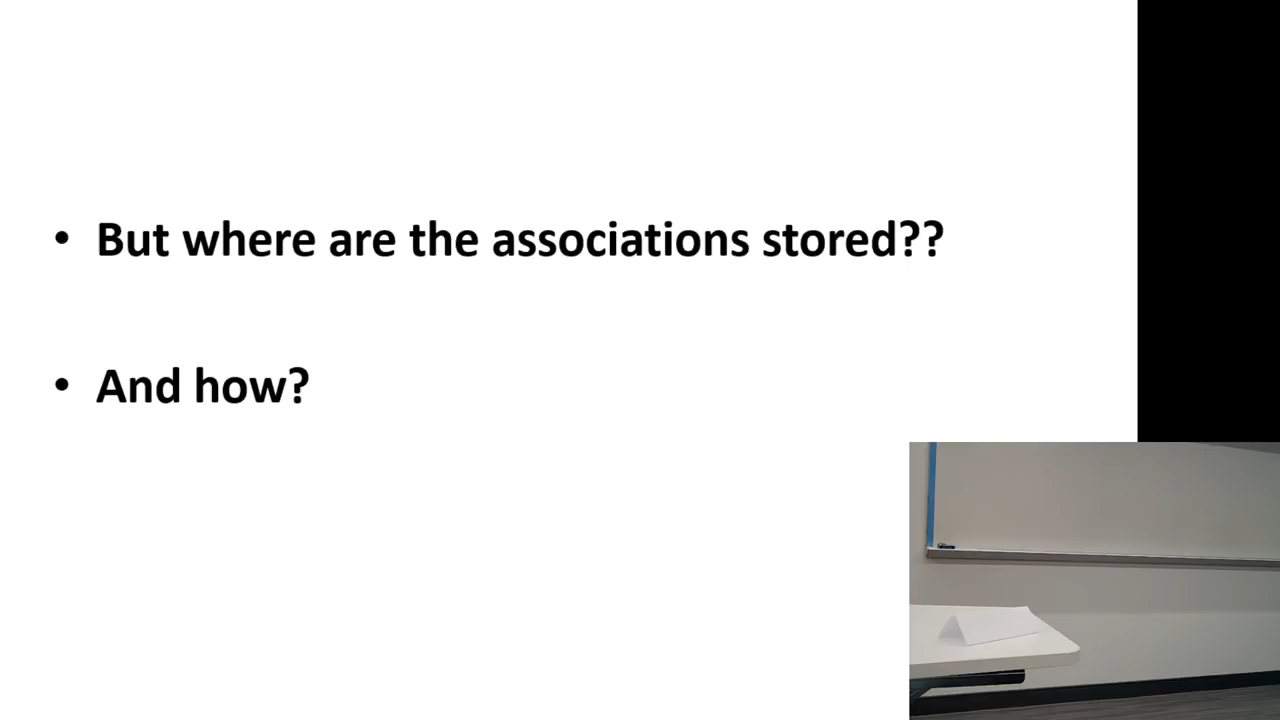 • But where are the associations stored??
• And how?